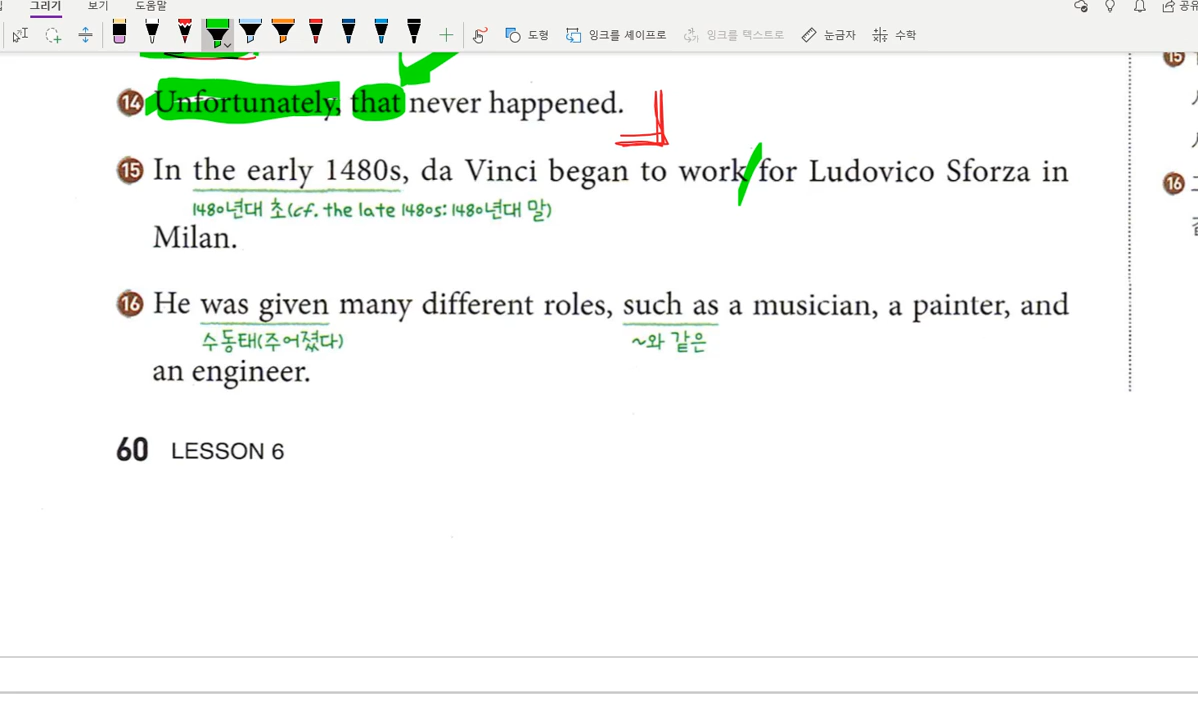 그리기 보기 도움말
도형 잉크를 셰이프로 잉크를 텍스트로 눈금자 수학 공유
14 Unfortunately, that never happened.
15
15 In the early 1480s, da Vinci began to work for Ludovico Sforza in
1480년대 초(cf. the late 1480s: 1480년대 말)
16
Milan.
16 He was given many different roles, such as a musician, a painter, and
수동태(주어졌다) ~와 같은
an engineer.
60 LESSON 6